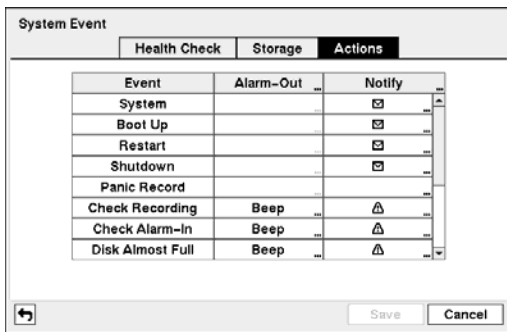 System Event
Health Check Storage Actions
Event Alarm-Out ... Notify ...
System ... ...
Boot Up ... ...
Restart ... ...
Shutdown ... ...
Panic Record ... ...
Check Recording Beep ... ...
Check Alarm-In Beep ... ...
Disk Almost Full Beep ... ...
Save Cancel